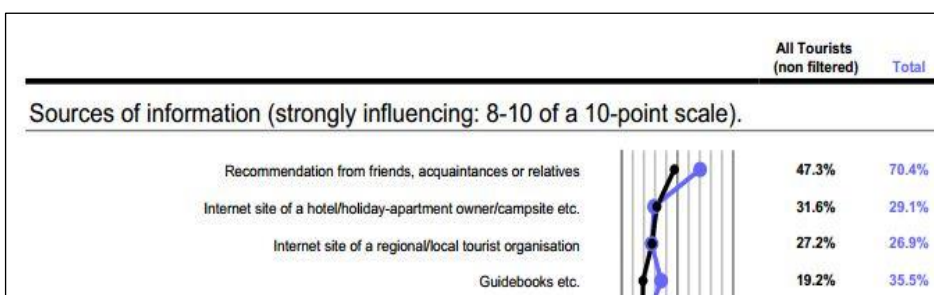 All Tourists
(non filtered) Total
Sources of information (strongly influencing: 8-10 of a 10-point scale).
Recommendation from friends, acquaintances or relatives 47.3% 70.4%
Internet site of a hotel/holiday-apartment owner/campsite etc. 31.6% 29.1%
Internet site of a regional/local tourist organisation 27.2% 26.9%
Guidebooks etc. 19.2% 35.5%